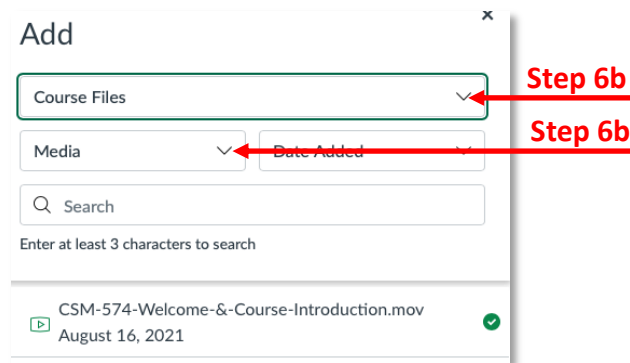 ×
Add
Course Files
Step 6b
Media
Date Added
Step 6b
Search
Enter at least 3 characters to search
CSM-574-Welcome-&-Course-Introduction.mov
August 16, 2021